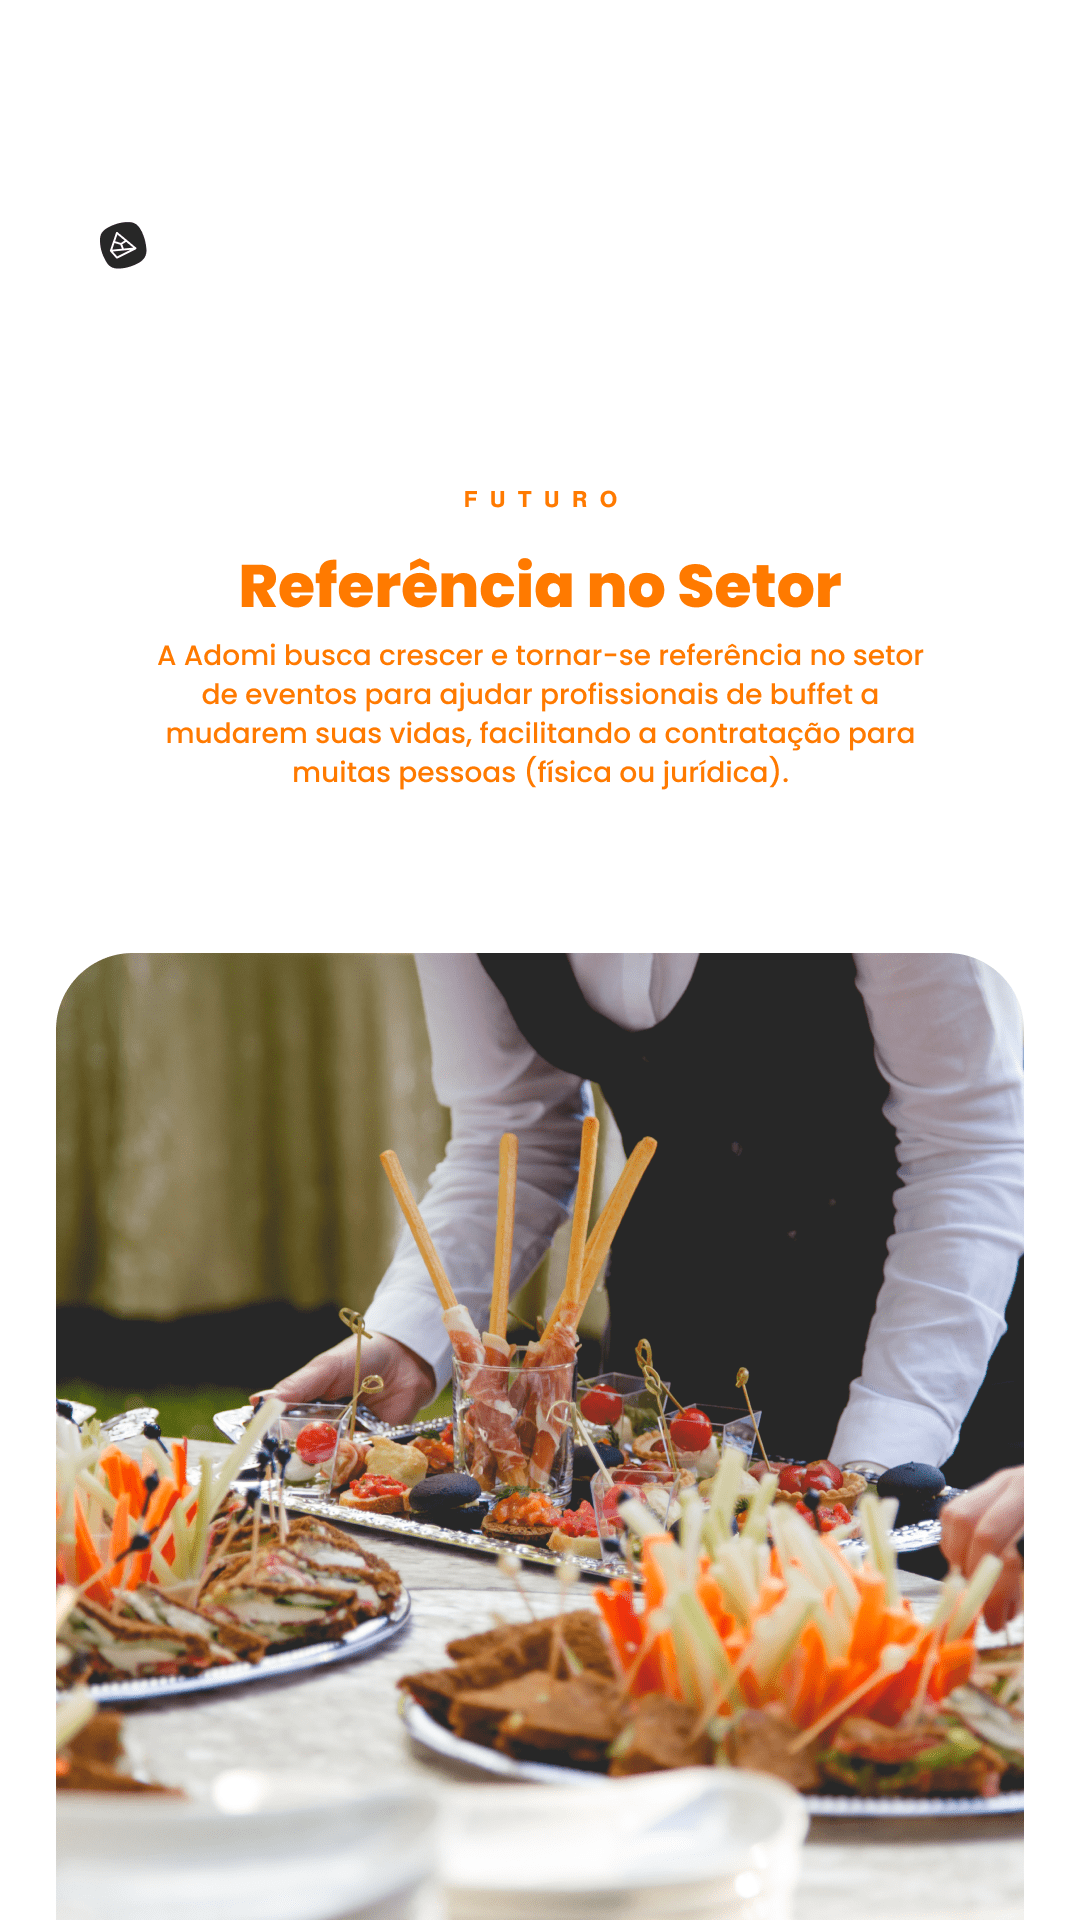 FUTURO
Referência no Setor
A Adomi busca crescer e tornar-se referência no setor
de eventos para ajudar profissionais de buffet a
mudarem suas vidas, facilitando a contratação para
muitas pessoas (física ou jurídica).